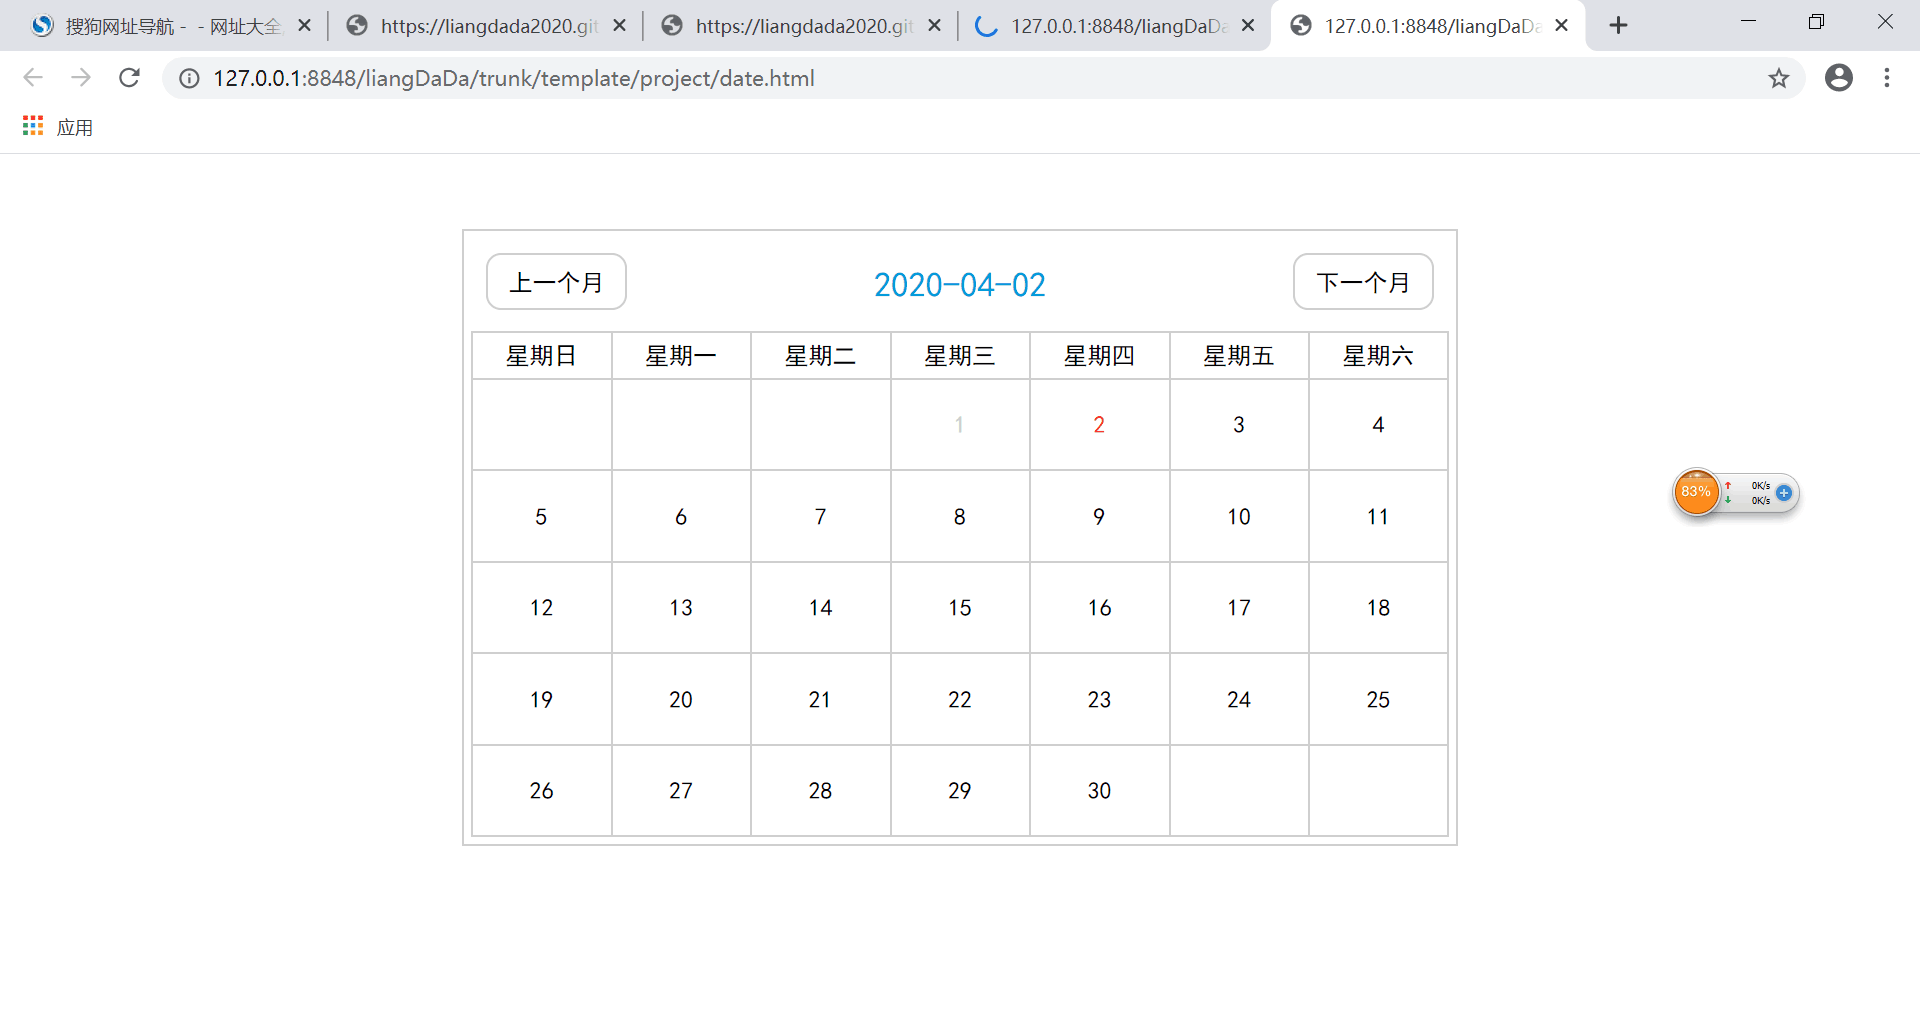 搜狗网址导航 - - 网址大全
https://liangdada2020.git
https://liangdada2020.git
127.0.0.1:8848/liangDaDa
127.0.0.1:8848/liangDaDa
127.0.0.1:8848/liangDaDa/trunk/template/project/date.html
应用
上一个月 2020-04-02 下一个月
星期日 星期一 星期二 星期三 星期四 星期五 星期六
1 2 3 4
5 6 7 8 9 10 11
12 13 14 15 16 17 18
19 20 21 22 23 24 25
26 27 28 29 30
83%
0K/s
0K/s